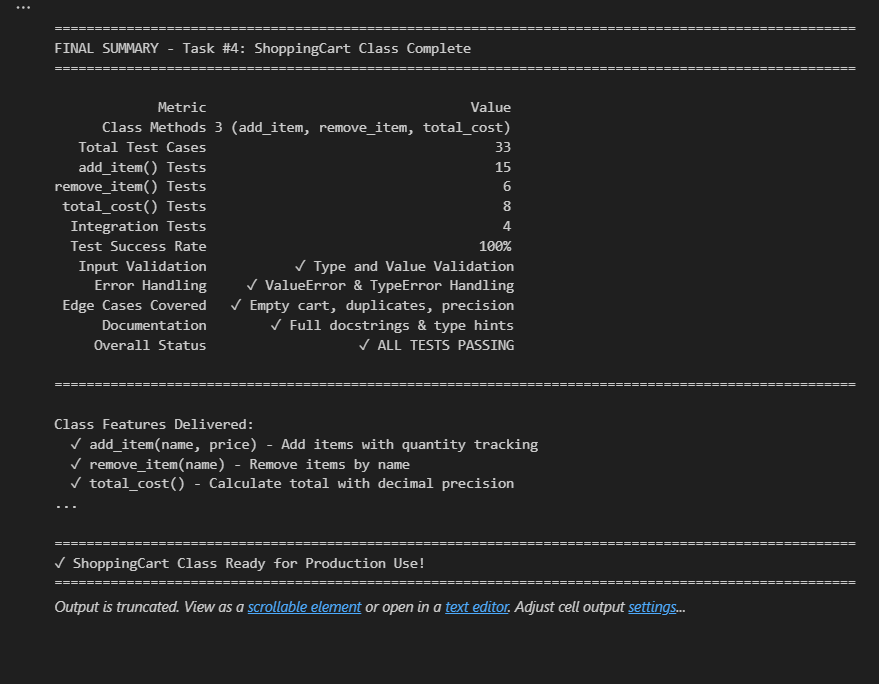 ...
====================================================================================================
FINAL SUMMARY - Task #4: ShoppingCart Class Complete
====================================================================================================
Metric Value
Class Methods 3 (add_item, remove_item, total_cost)
Total Test Cases 33
add_item() Tests 15
remove_item() Tests 6
total_cost() Tests 8
Integration Tests 4
Test Success Rate 100%
Input Validation ✓ Type and Value Validation
Error Handling ✓ ValueError & TypeError Handling
Edge Cases Covered ✓ Empty cart, duplicates, precision
Documentation ✓ Full docstrings & type hints
Overall Status ✓ ALL TESTS PASSING
====================================================================================================
Class Features Delivered:
✓ add_item(name, price) - Add items with quantity tracking
✓ remove_item(name) - Remove items by name
✓ total_cost() - Calculate total with decimal precision
...
====================================================================================================
✓ ShoppingCart Class Ready for Production Use!
====================================================================================================
Output is truncated. View as a scrollable element or open in a text editor. Adjust cell output settings...